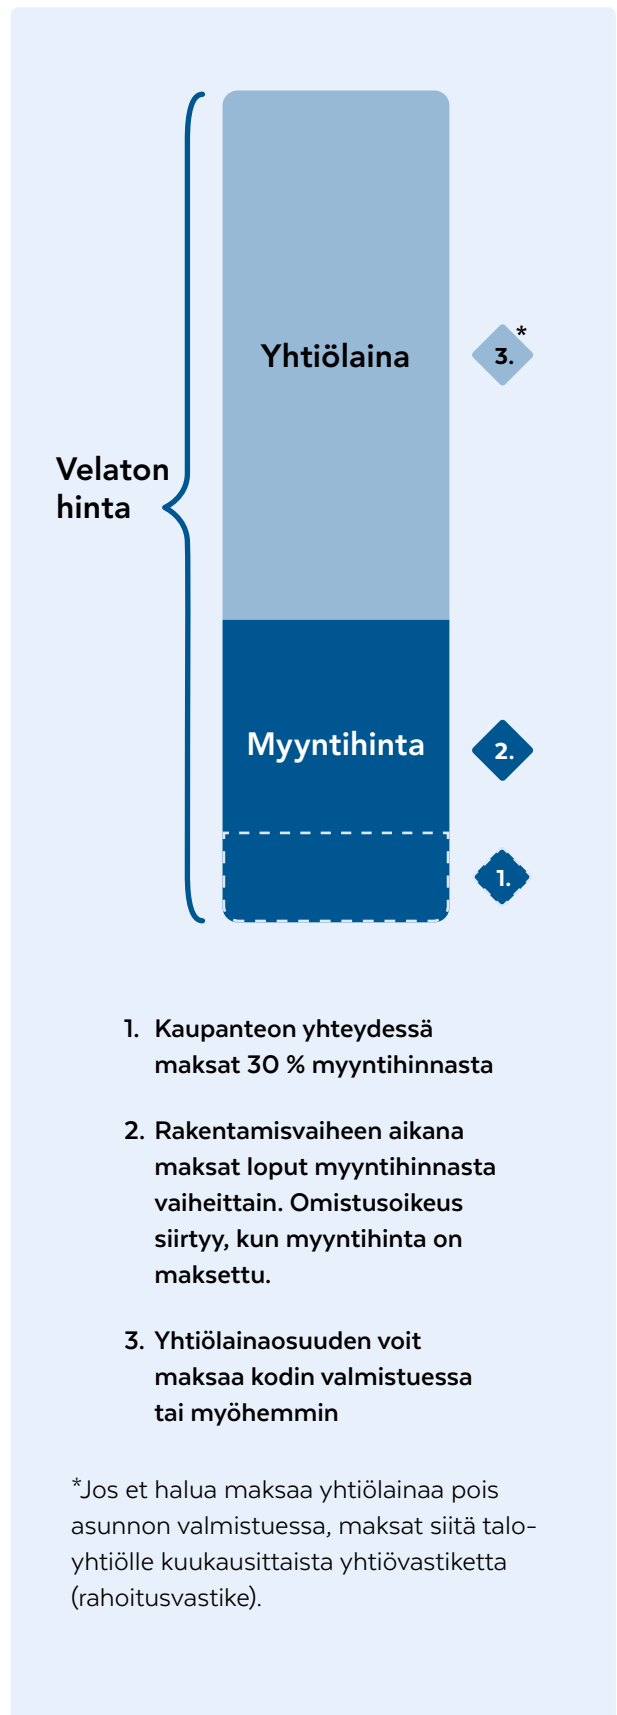 Yhtiölaina
3.*
Velaton
hinta
Myyntihinta
2.
1.
1. Kaupanteon yhteydessä
maksat 30 % myyntihinnasta
2. Rakentamisvaiheen aikana
maksat loput myyntihinnasta
vaiheittain. Omistusoikeus
siirtyy, kun myyntihinta on
maksettu.
3. Yhtiölainaosuuden voit
maksaa kodin valmistuessa
tai myöhemmin
*Jos et halua maksaa yhtiölainaa pois
asunnon valmistuessa, maksat siitä talo-
yhtiölle kuukausittaista yhtiövastiketta
(rahoitusvastike).